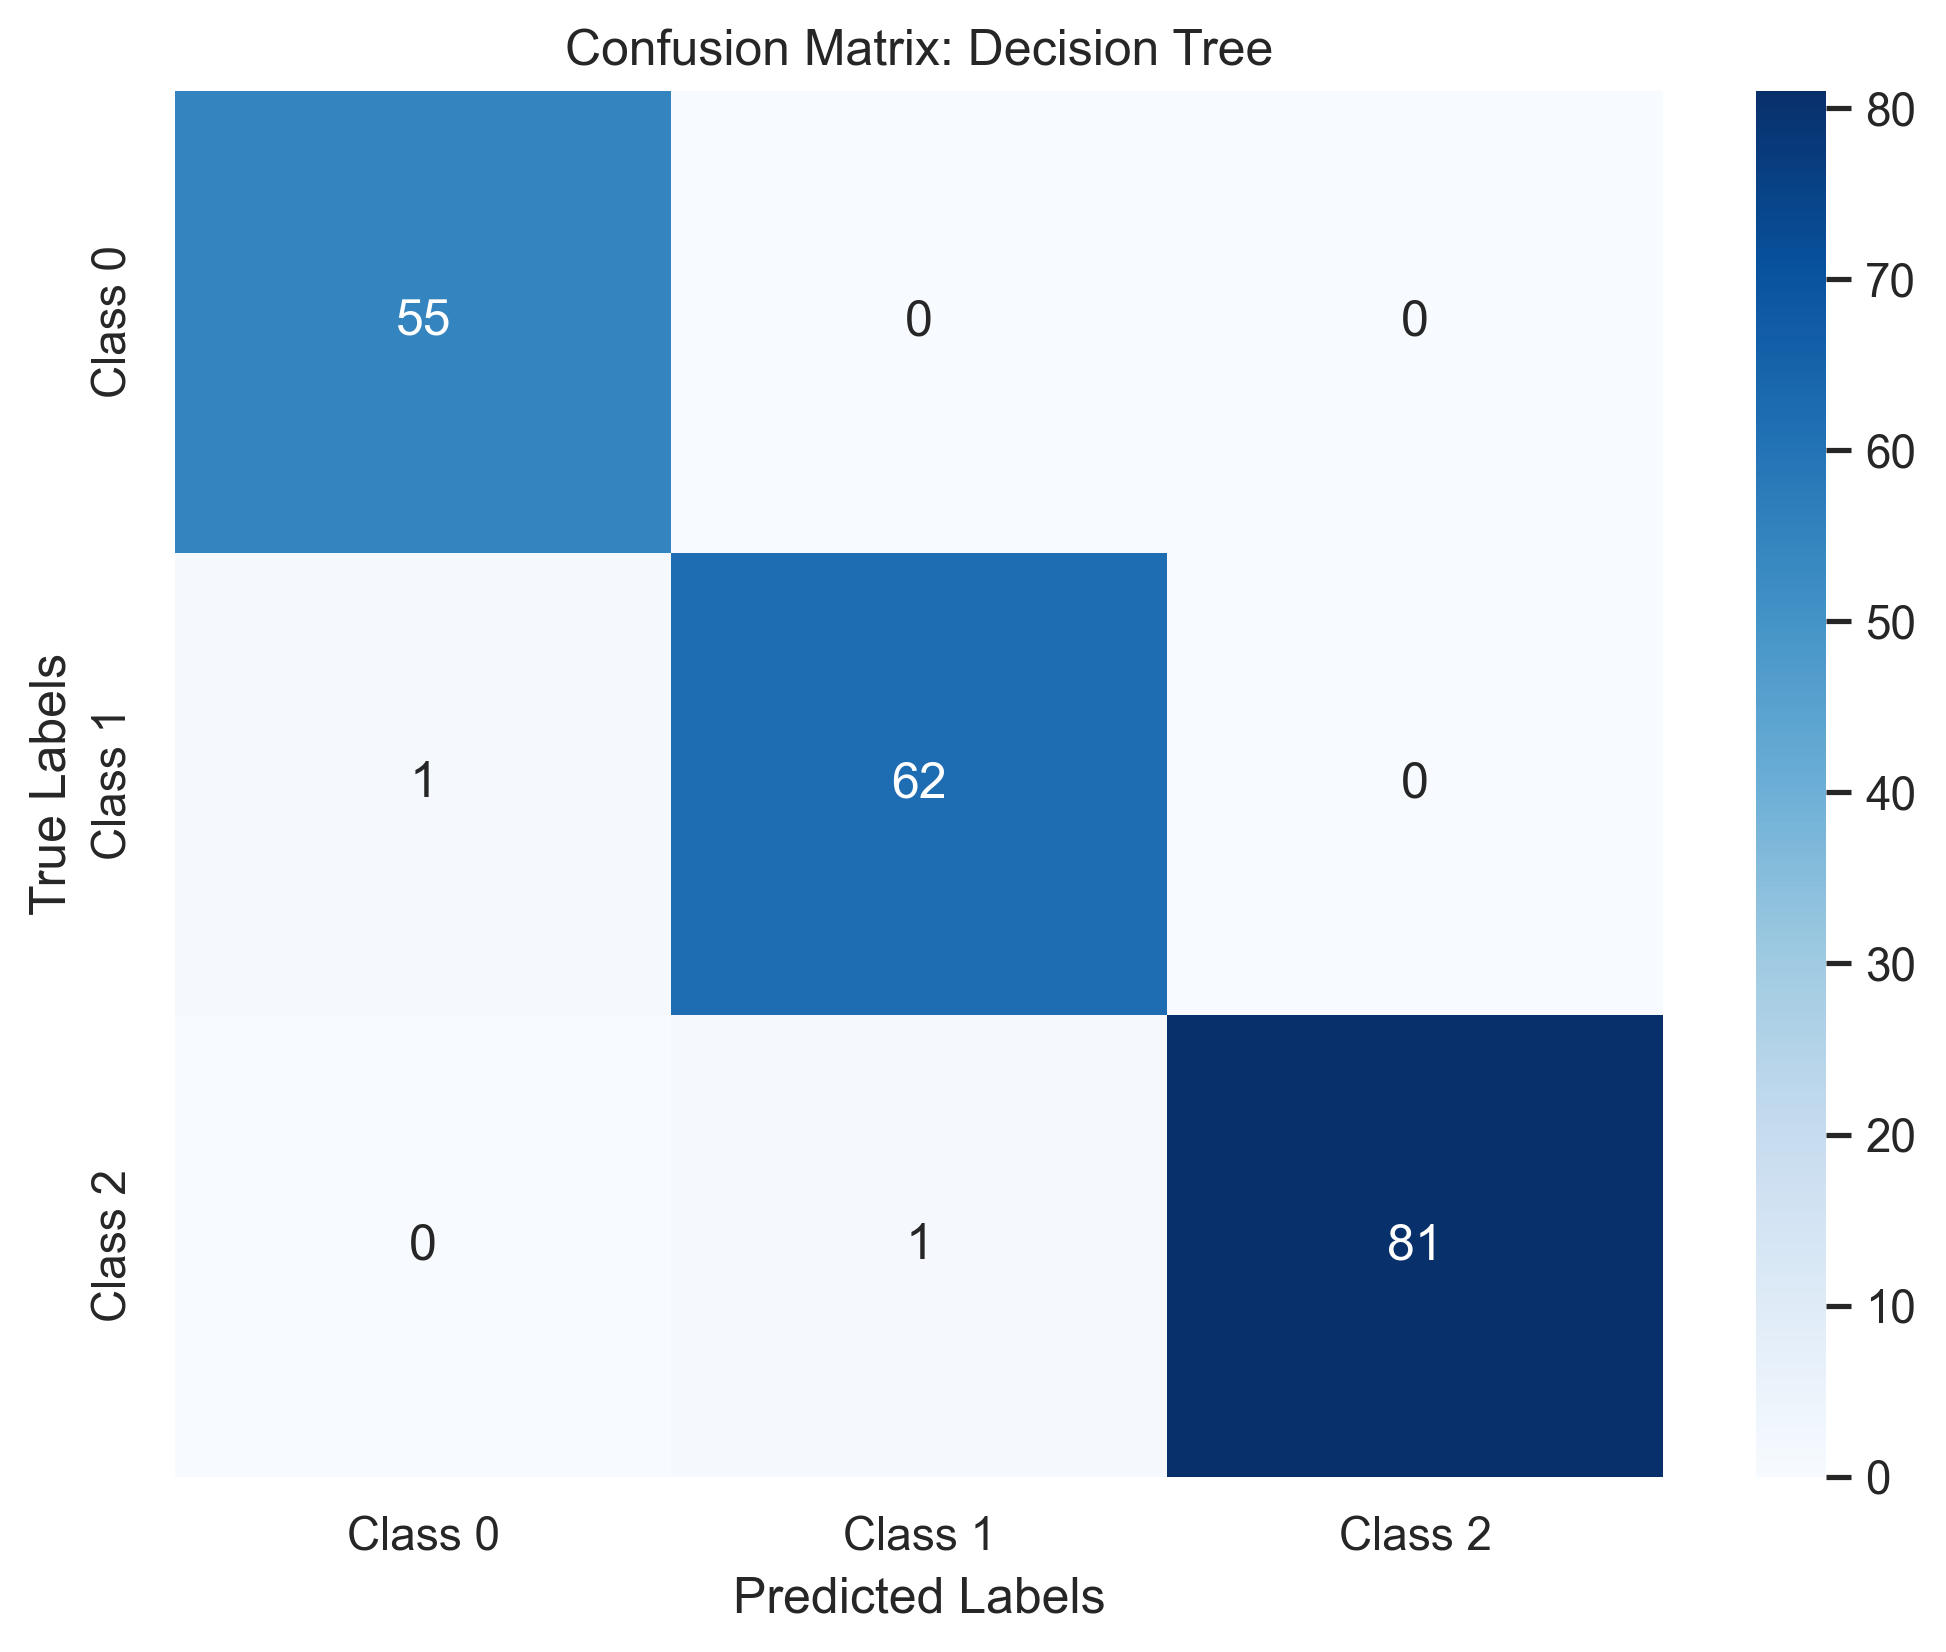 Confusion Matrix: Decision Tree
True Labels
Class 0
55 0 0
Class 1
1 62 0
Class 2
0 1 81
Class 0 Class 1 Class 2
Predicted Labels
80
70
60
50
40
30
20
10
0